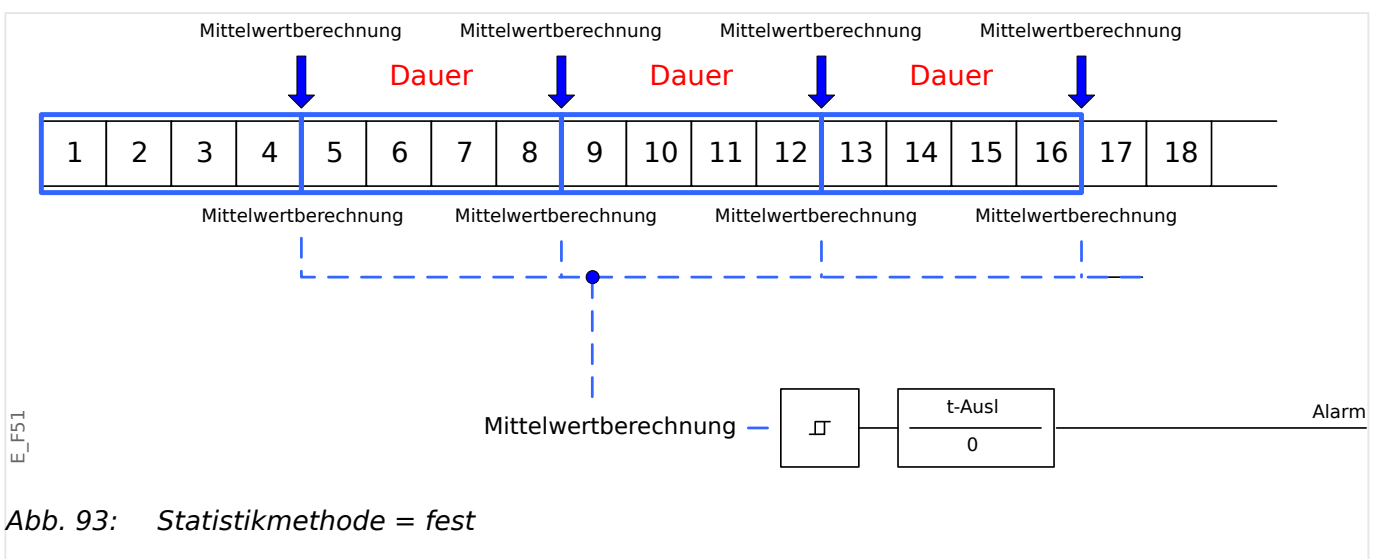 Mittelwertberechnung Mittelwertberechnung Mittelwertberechnung Mittelwertberechnung
Dauer Dauer Dauer
1 2 3 4 5 6 7 8 9 10 11 12 13 14 15 16 17 18
Mittelwertberechnung Mittelwertberechnung Mittelwertberechnung Mittelwertberechnung
t-Ausl
Alarm
Mittelwertberechnung
0
E_F51
Abb. 93: Statistikmethode = fest